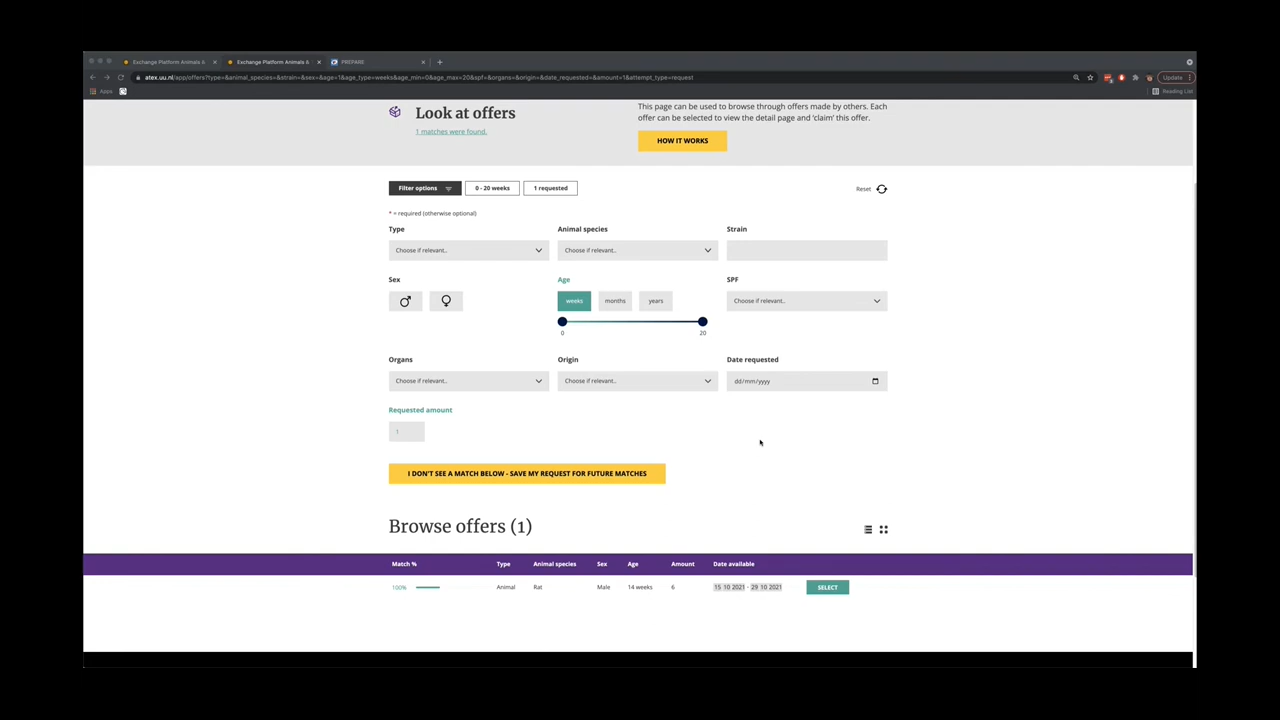 Exchange Platform Animals &
Exchange Platform Animals &
PREPARE
atex.uu.nl/app/offers?type=&animal_species=&strain=&sex=&age=1&age_type=weeks&age_min=0&age_max=20&spf=&organs=&origin=&date_requested=&amount=1&attempt_type=request
Update
Apps
Reading List
Look at offers
1 matches were found.
This page can be used to browse through offers made by others. Each
offer can be selected to view the detail page and 'claim' this offer.
HOW IT WORKS
Filter options
0 - 20 weeks
1 requested
Reset
* = required (otherwise optional)
Type
Animal species
Strain
Choose if relevant..
Choose if relevant..
Sex
Age
SPF
weeks
months
years
Choose if relevant..
0
20
Organs
Origin
Date requested
Choose if relevant..
Choose if relevant..
dd/mm/yyyy
Requested amount
1
I DON'T SEE A MATCH BELOW - SAVE MY REQUEST FOR FUTURE MATCHES
Browse offers (1)
Match % Type Animal species Sex Age Amount Date available
100% Animal Rat Male 14 weeks 6 15 10 2021 - 29 10 2021 SELECT